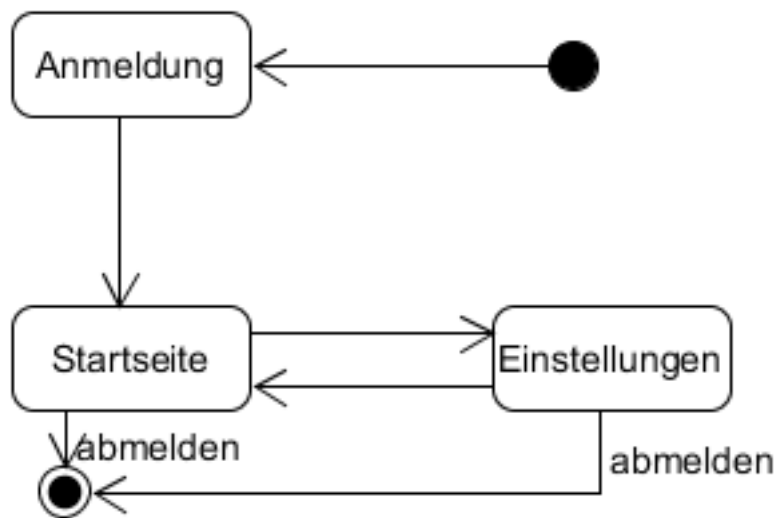 Anmeldung
Startseite
Einstellungen
abmelden
abmelden